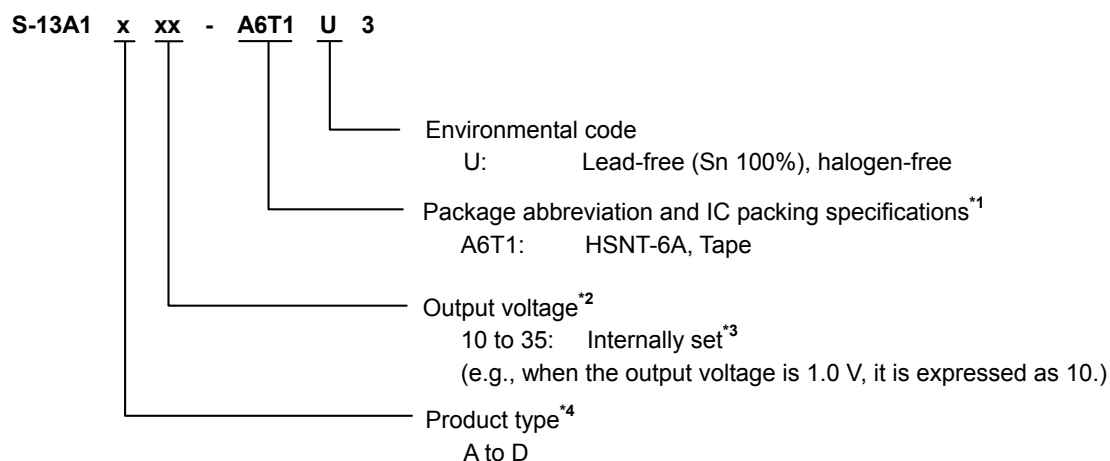 S-13A1 x xx - A6T1 U 3
Environmental code
U: Lead-free (Sn 100%), halogen-free
Package abbreviation and IC packing specifications*1
A6T1: HSNT-6A, Tape
Output voltage*2
10 to 35: Internally set*3
(e.g., when the output voltage is 1.0 V, it is expressed as 10.)
Product type*4
A to D